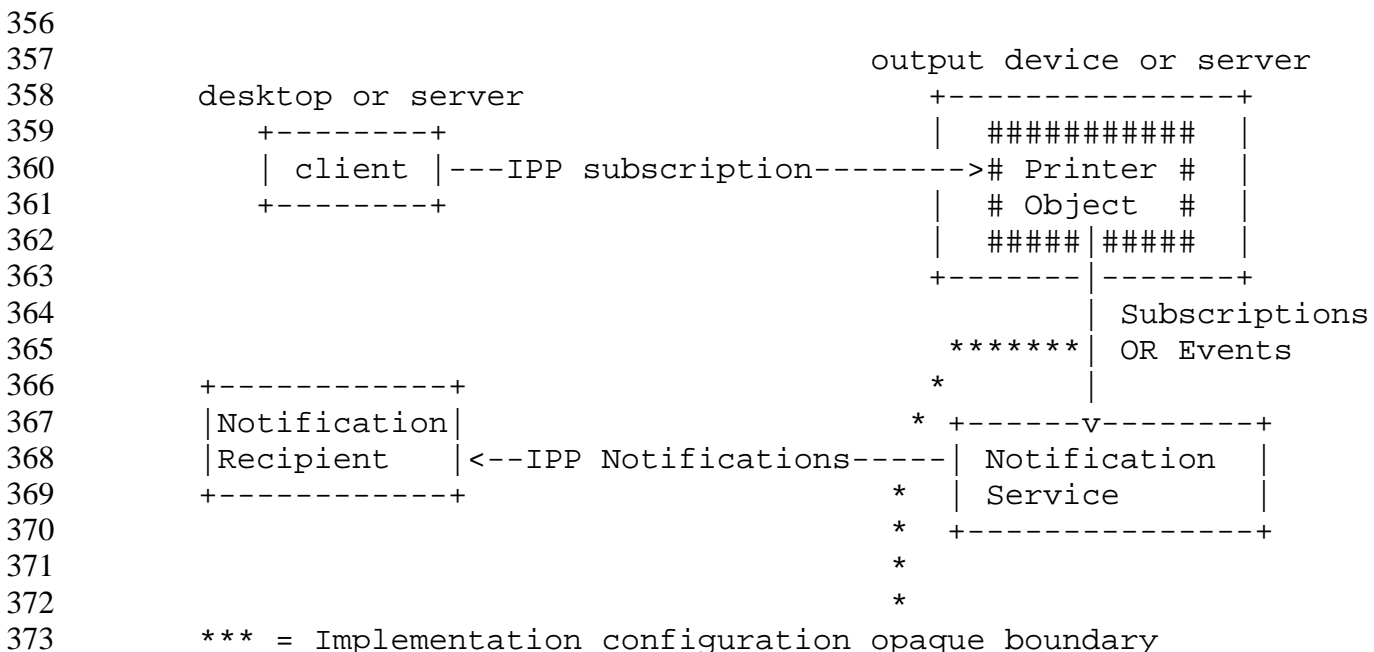 356
357                                              output device or server
358        desktop or server                      +---------------+
359           +--------+                          |  ###########  |
360           | client |---IPP subscription--------># Printer #  |
361           +--------+                          |  # Object  #  |
362                                               |  #####|#####  |
363                                               +-------|-------+
364                                                       | Subscriptions
365                                                *******| OR Events
366        +------------+                         *       |
367        |Notification|                        * +------v--------+
368        |Recipient   |<--IPP Notifications-----| Notification  |
369        +------------+                       *  | Service       |
370                                             *  +---------------+
371                                             *
372                                             *
373        *** = Implementation configuration opaque boundary